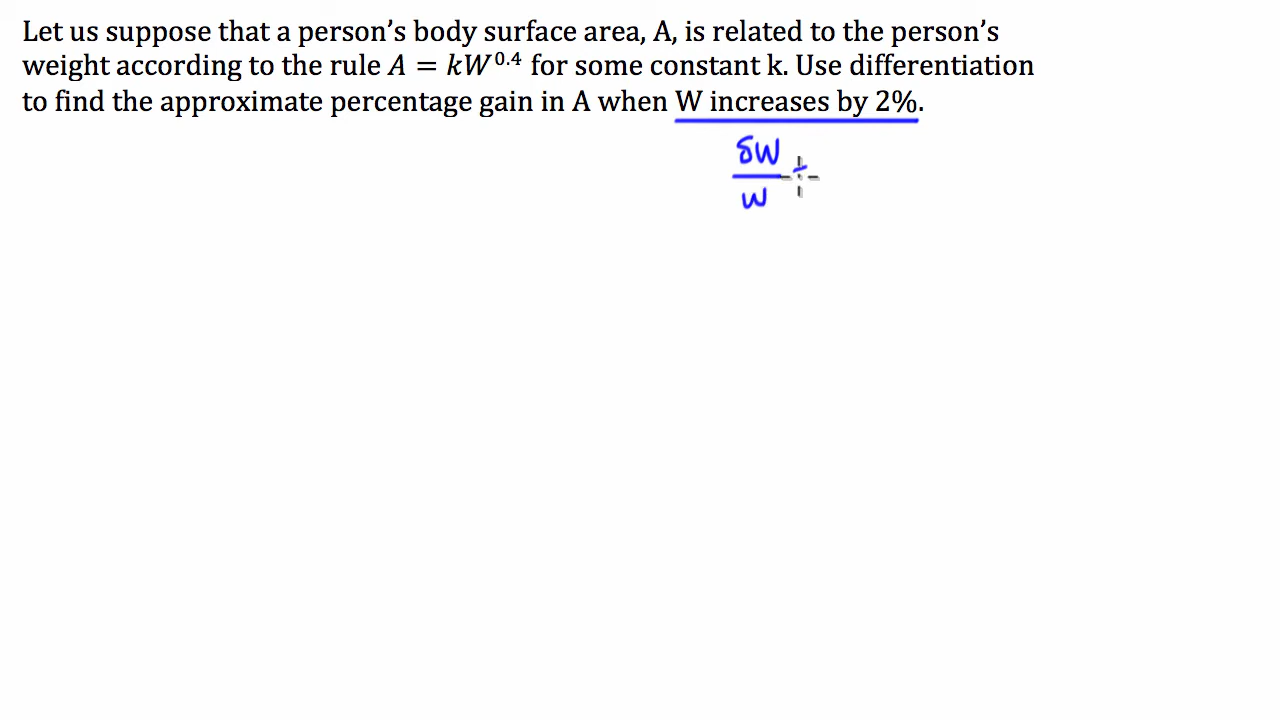 Let us suppose that a person’s body surface area, A, is related to the person’s
weight according to the rule A = kW^0.4 for some constant k. Use differentiation
to find the approximate percentage gain in A when W increases by 2%.
δW
W